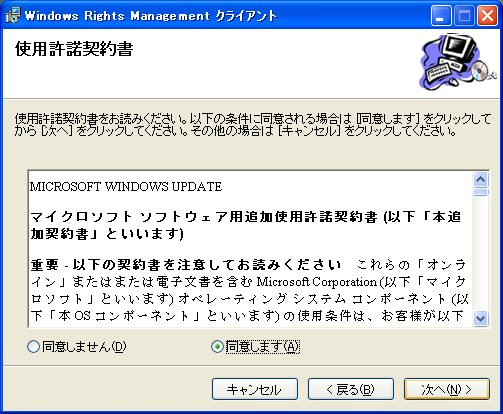 Windows Rights Management クライアント
使用許諾契約書
使用許諾契約書をお読みください。以下の条件に同意される場合は [同意します] をクリックして
から [次へ] をクリックしてください。その他の場合は [キャンセル] をクリックしてください。
MICROSOFT WINDOWS UPDATE
マイクロソフト ソフトウェア用追加使用許諾契約書 (以下「本追
加契約書」といいます)
重要 - 以下の契約書を注意してお読みください  これらの「オンラ
イン」またはまたは電子文書を含む Microsoft Corporation (以下「マイク
ロソフト」といいます) オペレーティング システム コンポーネント (以
下「本 OS コンポーネント」といいます) の使用条件は、お客様が以下
同意しません(D)
同意します(A)
キャンセル
< 戻る(B)
次へ(N) >